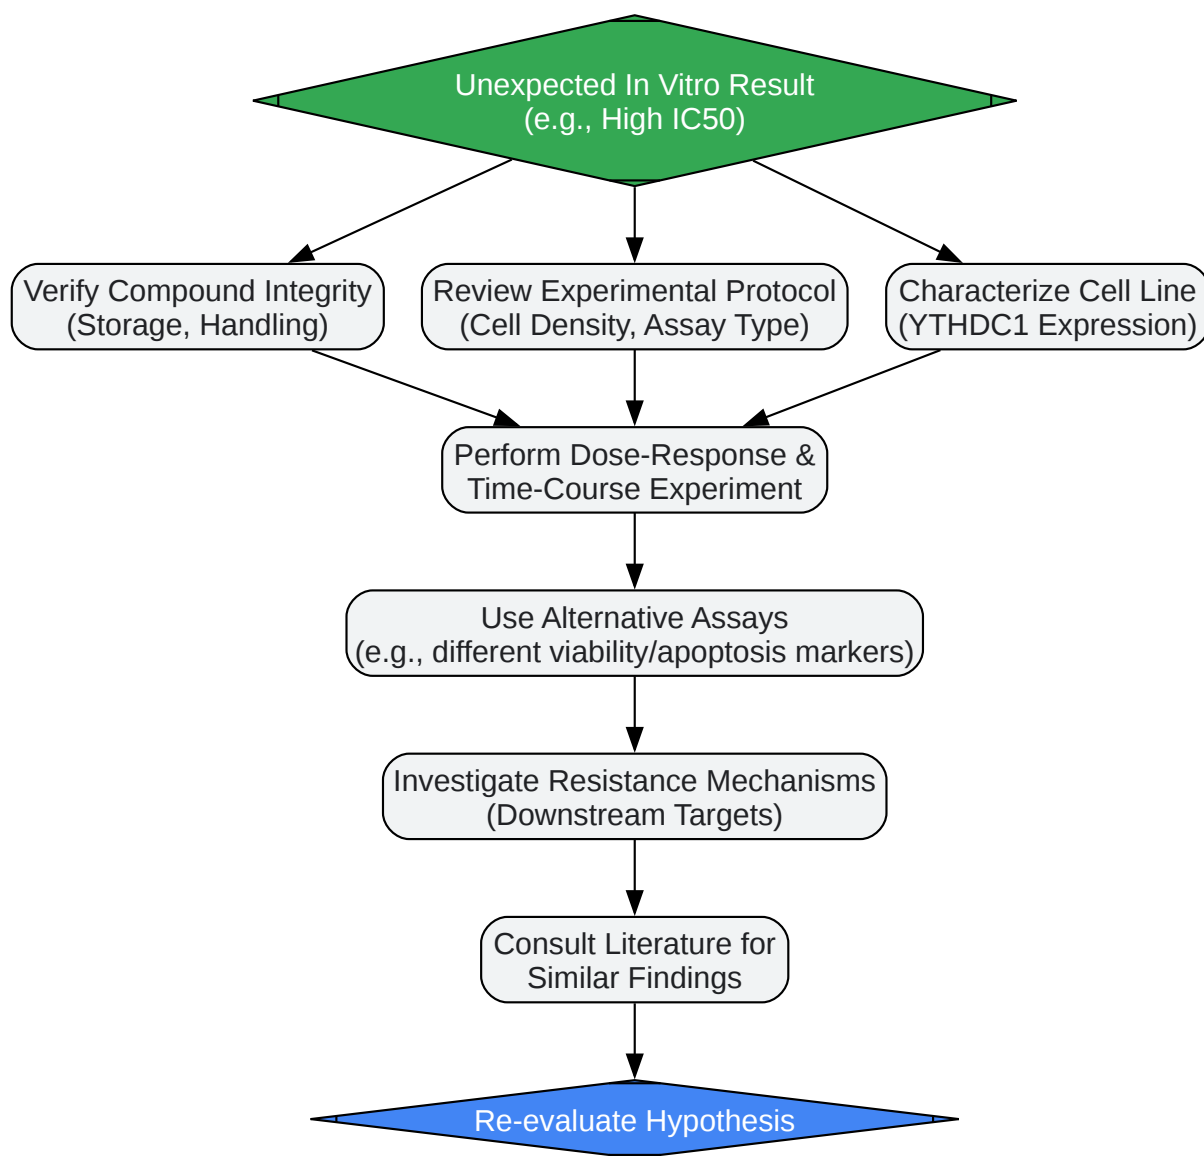 Unexpected In Vitro Result
(e.g., High IC50)
Verify Compound Integrity
(Storage, Handling)
Review Experimental Protocol
(Cell Density, Assay Type)
Characterize Cell Line
(YTHDC1 Expression)
Perform Dose-Response &
Time-Course Experiment
Use Alternative Assays
(e.g., different viability/apoptosis markers)
Investigate Resistance Mechanisms
(Downstream Targets)
Consult Literature for
Similar Findings
Re-evaluate Hypothesis